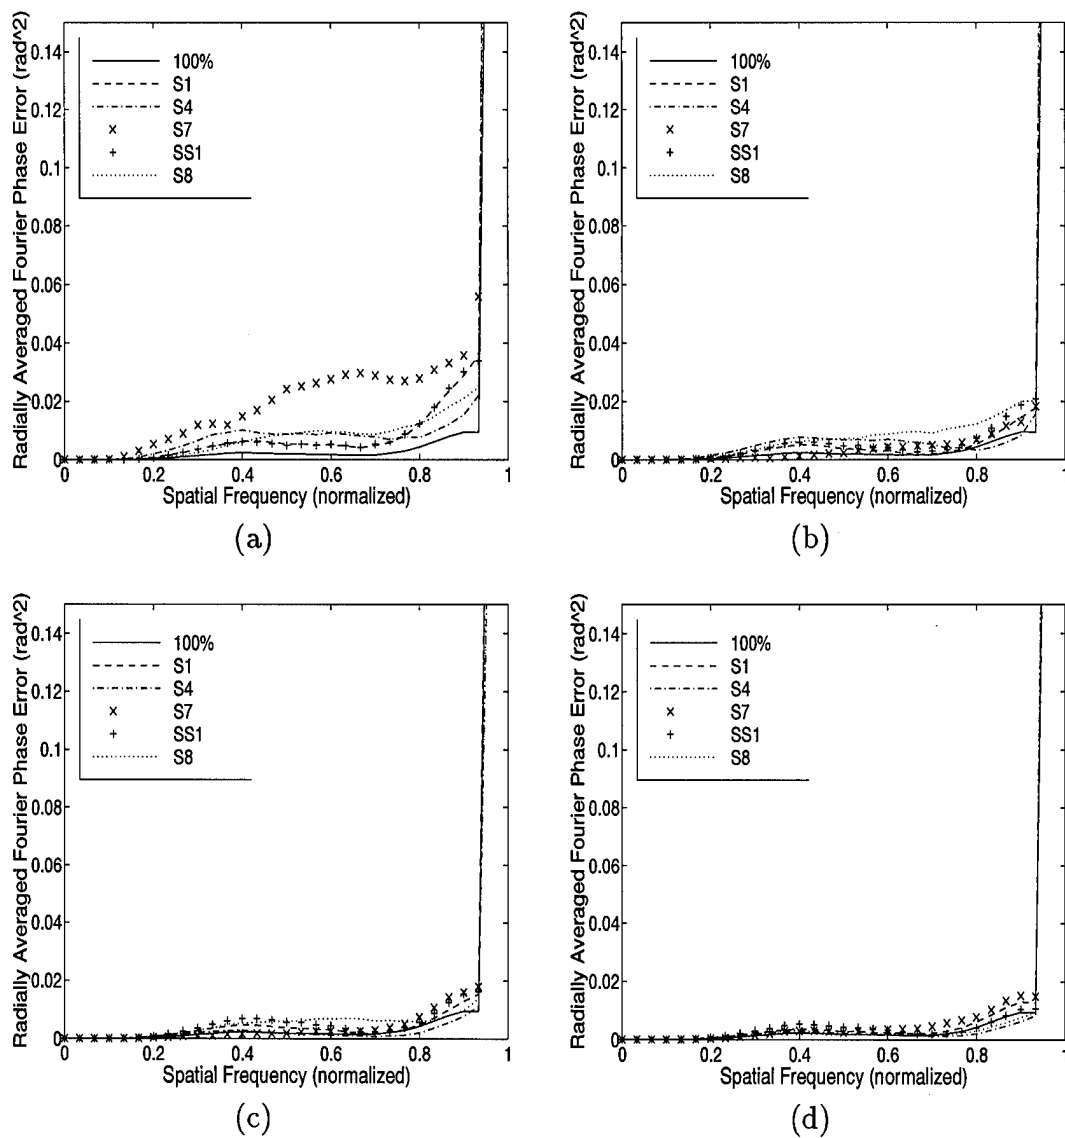 Radially Averaged Fourier Phase Error (rad^2)
0.14
0.12
0.1
0.08
0.06
0.04
0.02
0
100%
S1
S4
S7
SS1
S8
0 0.2 0.4 0.6 0.8 1
Spatial Frequency (normalized)
(a)
Radially Averaged Fourier Phase Error (rad^2)
0.14
0.12
0.1
0.08
0.06
0.04
0.02
0
100%
S1
S4
S7
SS1
S8
0 0.2 0.4 0.6 0.8 1
Spatial Frequency (normalized)
(b)
Radially Averaged Fourier Phase Error (rad^2)
0.14
0.12
0.1
0.08
0.06
0.04
0.02
0
100%
S1
S4
S7
SS1
S8
0 0.2 0.4 0.6 0.8 1
Spatial Frequency (normalized)
(c)
Radially Averaged Fourier Phase Error (rad^2)
0.14
0.12
0.1
0.08
0.06
0.04
0.02
0
100%
S1
S4
S7
SS1
S8
0 0.2 0.4 0.6 0.8 1
Spatial Frequency (normalized)
(d)